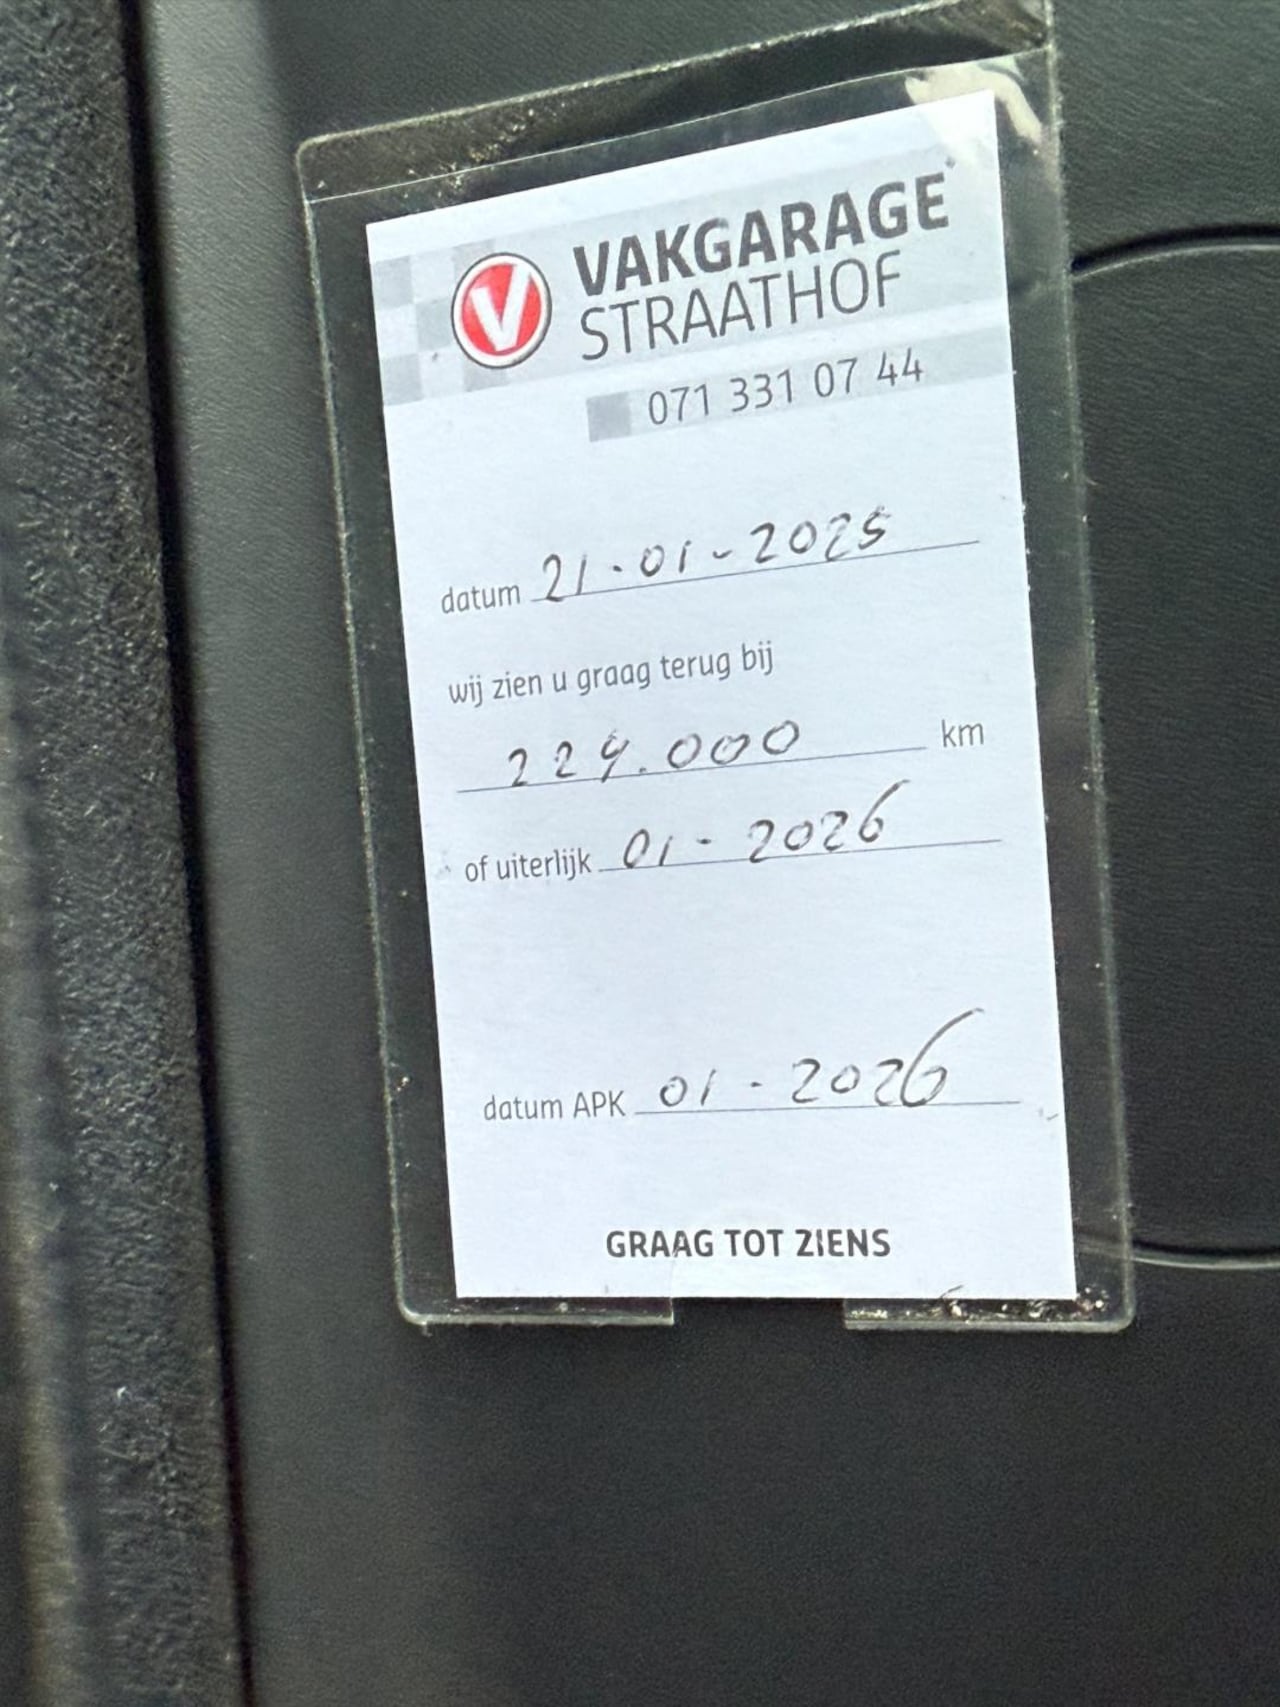 VAKGARAGE
STRAATHOF
071 331 07 44
datum 21-01-2025
wij zien u graag terug bij
224.000 km
of uiterlijk 01-2026
datum APK 01-2026
GRAAG TOT ZIENS